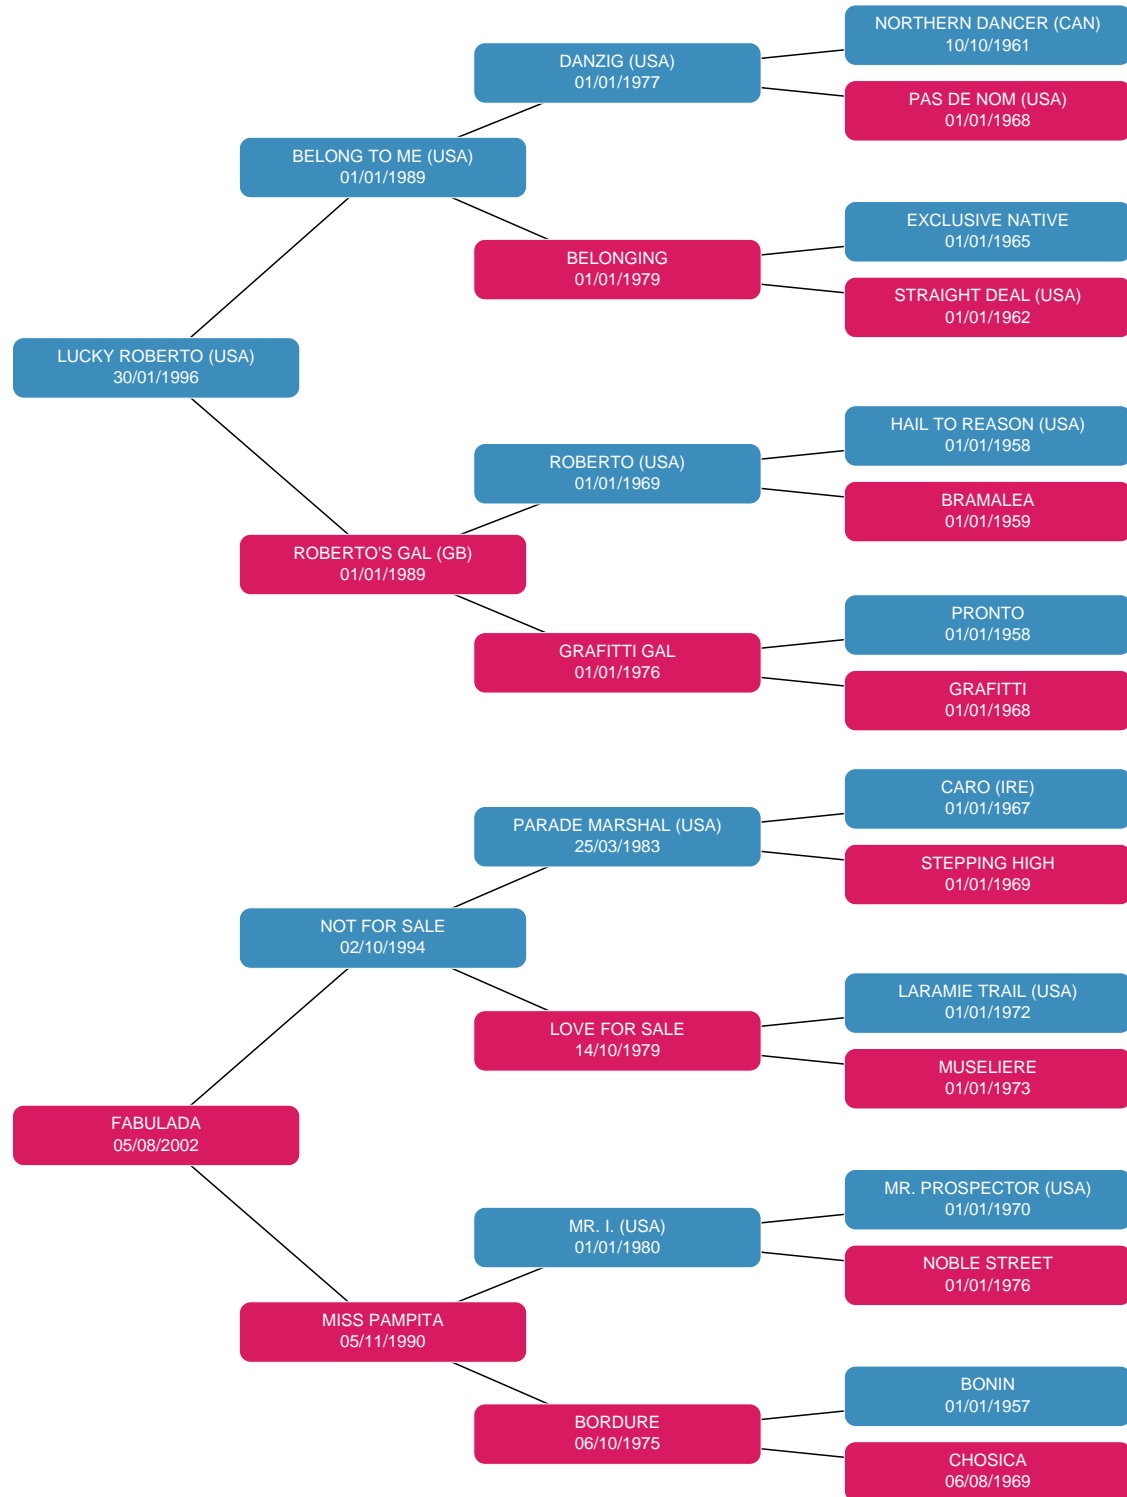 NORTHERN DANCER (CAN)
10/10/1961
DANZIG (USA)
01/01/1977
PAS DE NOM (USA)
01/01/1968
BELONG TO ME (USA)
01/01/1989
EXCLUSIVE NATIVE
01/01/1965
BELONGING
01/01/1979
STRAIGHT DEAL (USA)
01/01/1962
LUCKY ROBERTO (USA)
30/01/1996
HAIL TO REASON (USA)
01/01/1958
ROBERTO (USA)
01/01/1969
BRAMALEA
01/01/1959
ROBERTO'S GAL (GB)
01/01/1989
PRONTO
01/01/1958
GRAFITTI GAL
01/01/1976
GRAFITTI
01/01/1968
CARO (IRE)
01/01/1967
PARADE MARSHAL (USA)
25/03/1983
STEPPING HIGH
01/01/1969
NOT FOR SALE
02/10/1994
LARAMIE TRAIL (USA)
01/01/1972
LOVE FOR SALE
14/10/1979
MUSELIERE
01/01/1973
FABULADA
05/08/2002
MR. PROSPECTOR (USA)
01/01/1970
MR. I. (USA)
01/01/1980
NOBLE STREET
01/01/1976
MISS PAMPITA
05/11/1990
BONIN
01/01/1957
BORDURE
06/10/1975
CHOSICA
06/08/1969